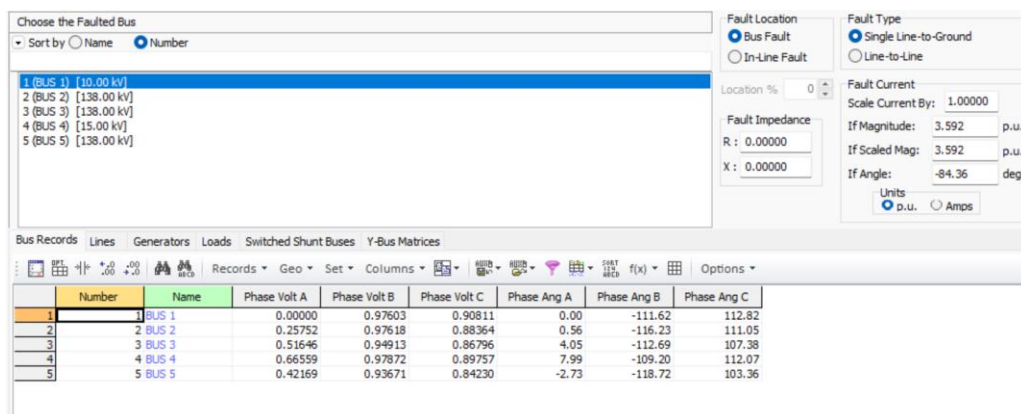 Choose the Faulted Bus
Sort by Name Number
1 (BUS 1) [10.00 kV]
2 (BUS 2) [138.00 kV]
3 (BUS 3) [138.00 kV]
4 (BUS 4) [15.00 kV]
5 (BUS 5) [138.00 kV]
Fault Location
Bus Fault
In-Line Fault
Location % 0
Fault Impedance
R : 0.00000
X : 0.00000
Fault Type
Single Line-to-Ground
Line-to-Line
Fault Current
Scale Current By: 1.00000
If Magnitude: 3.592 p.u.
If Scaled Mag: 3.592 p.u.
If Angle: -84.36 deg
Units
p.u. Amps
Bus Records Lines Generators Loads Switched Shunt Buses Y-Bus Matrices
Records Geo Set Columns f(x) Options
Number Name Phase Volt A Phase Volt B Phase Volt C Phase Ang A Phase Ang B Phase Ang C
1 1 BUS 1 0.00000 0.97603 0.90811 0.00 -111.62 112.82
2 2 BUS 2 0.25752 0.97618 0.88364 0.56 -116.23 111.05
3 3 BUS 3 0.51646 0.94913 0.86796 4.05 -112.69 107.38
4 4 BUS 4 0.66559 0.97872 0.89757 7.99 -109.20 112.07
5 5 BUS 5 0.42169 0.93671 0.84230 -2.73 -118.72 103.36